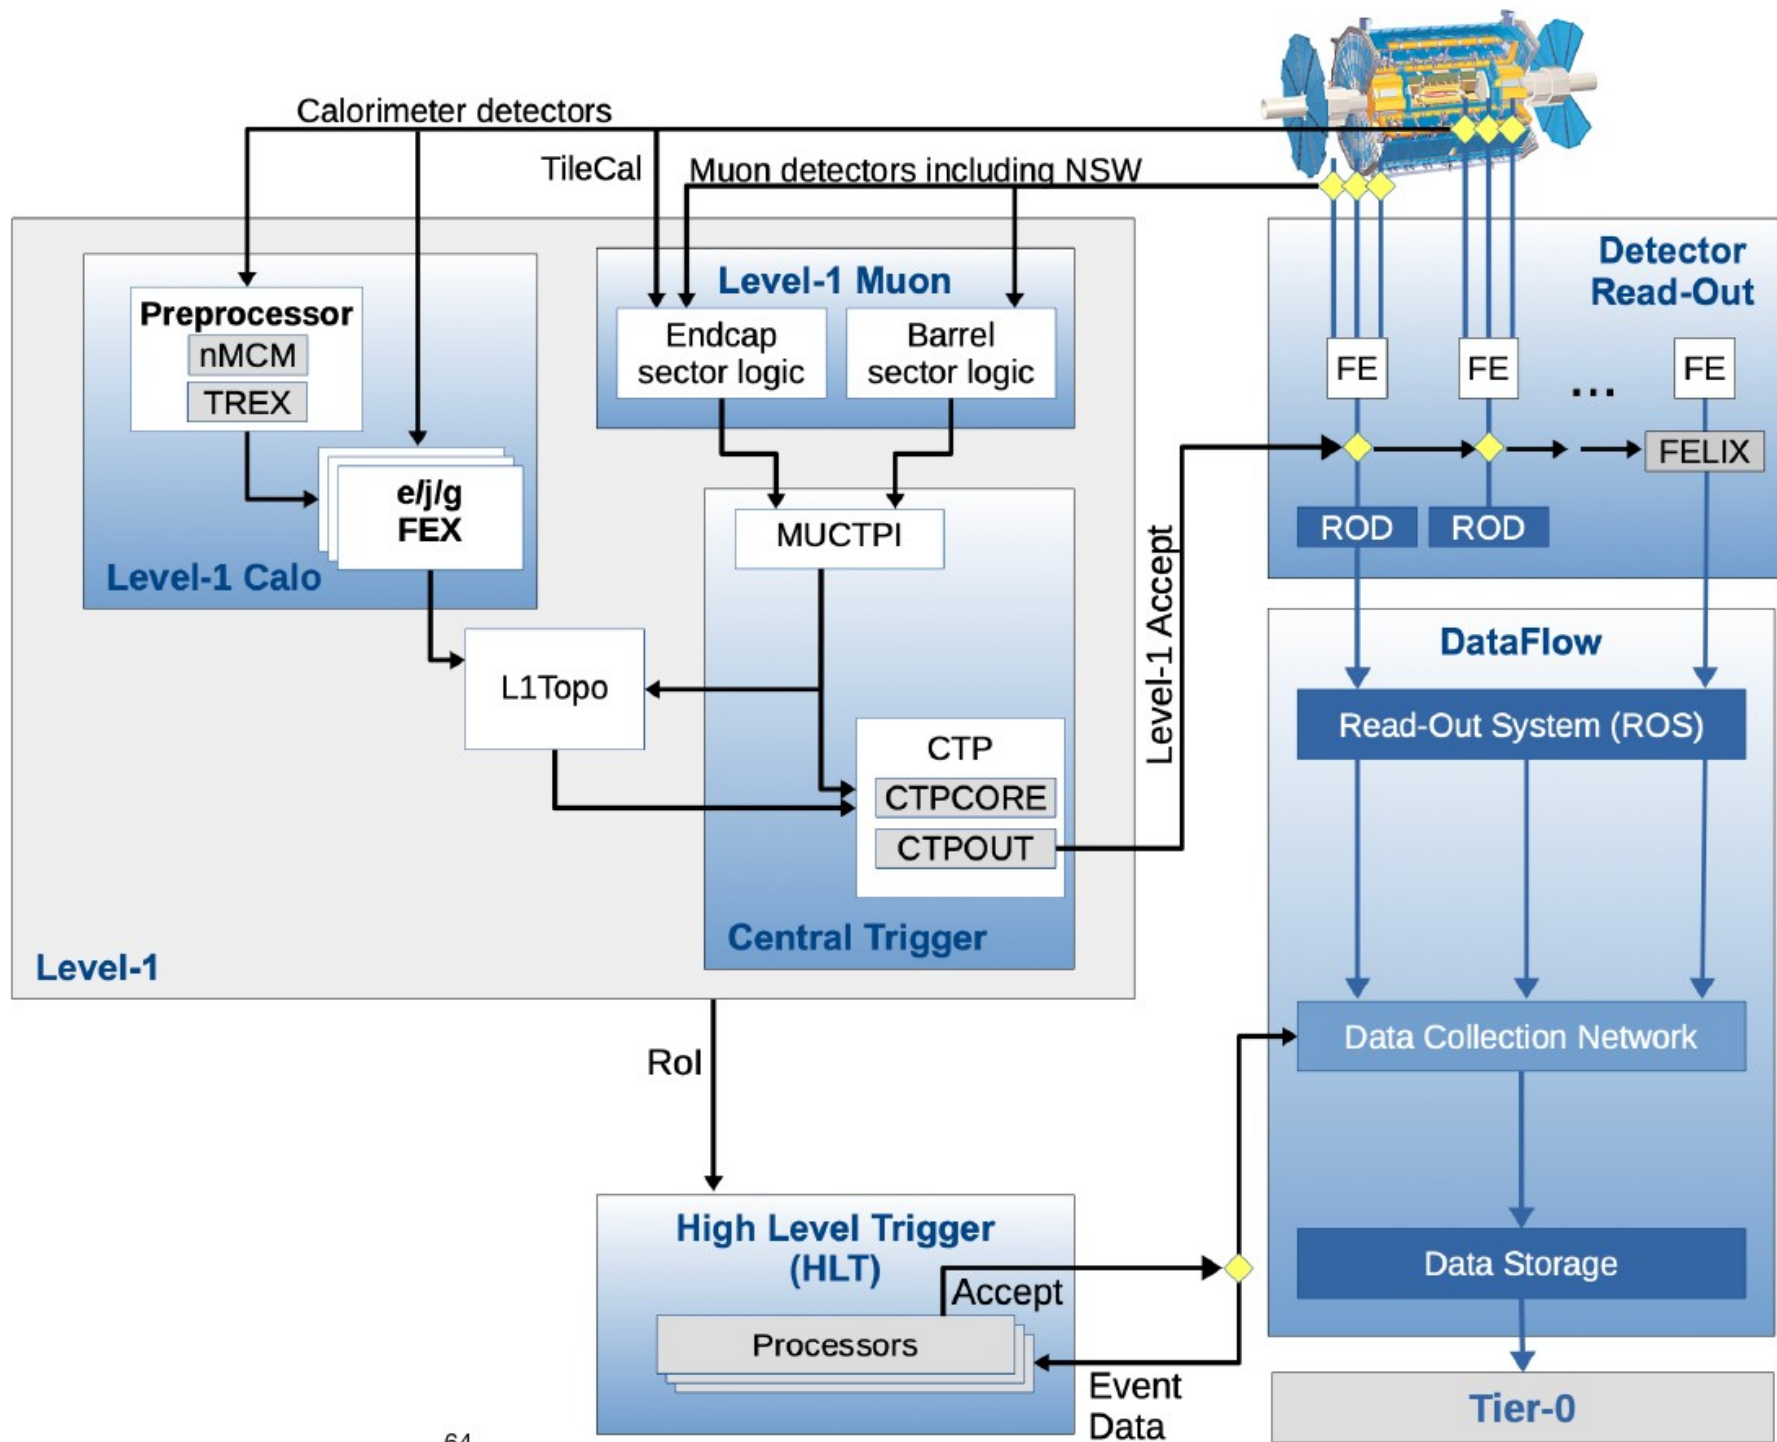 Calorimeter detectors
TileCal
Muon detectors including NSW
Level-1 Muon
Endcap
sector logic
Barrel
sector logic
Preprocessor
nMCM
TREX
e/j/g
FEX
Level-1 Calo
MUCTPI
L1Topo
CTP
CTPCORE
CTPOUT
Central Trigger
Level-1
Level-1 Accept
Detector
Read-Out
FE
FE
...
FE
FELIX
ROD
ROD
DataFlow
Read-Out System (ROS)
Data Collection Network
Data Storage
Tier-0
RoI
High Level Trigger
(HLT)
Accept
Processors
Event
Data